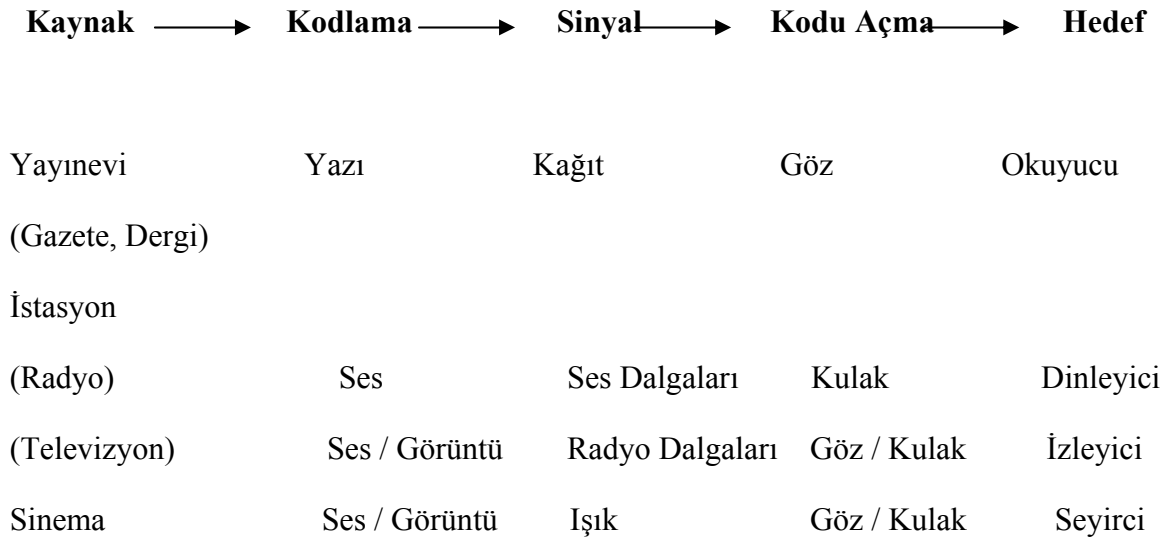 Kaynak Kodlama Sinyal Kodu Açma Hedef
Yayınevi Yazı Kağıt Göz Okuyucu
(Gazete, Dergi)
İstasyon
(Radyo) Ses Ses Dalgaları Kulak Dinleyici
(Televizyon) Ses / Görüntü Radyo Dalgaları Göz / Kulak İzleyici
Sinema Ses / Görüntü Işık Göz / Kulak Seyirci